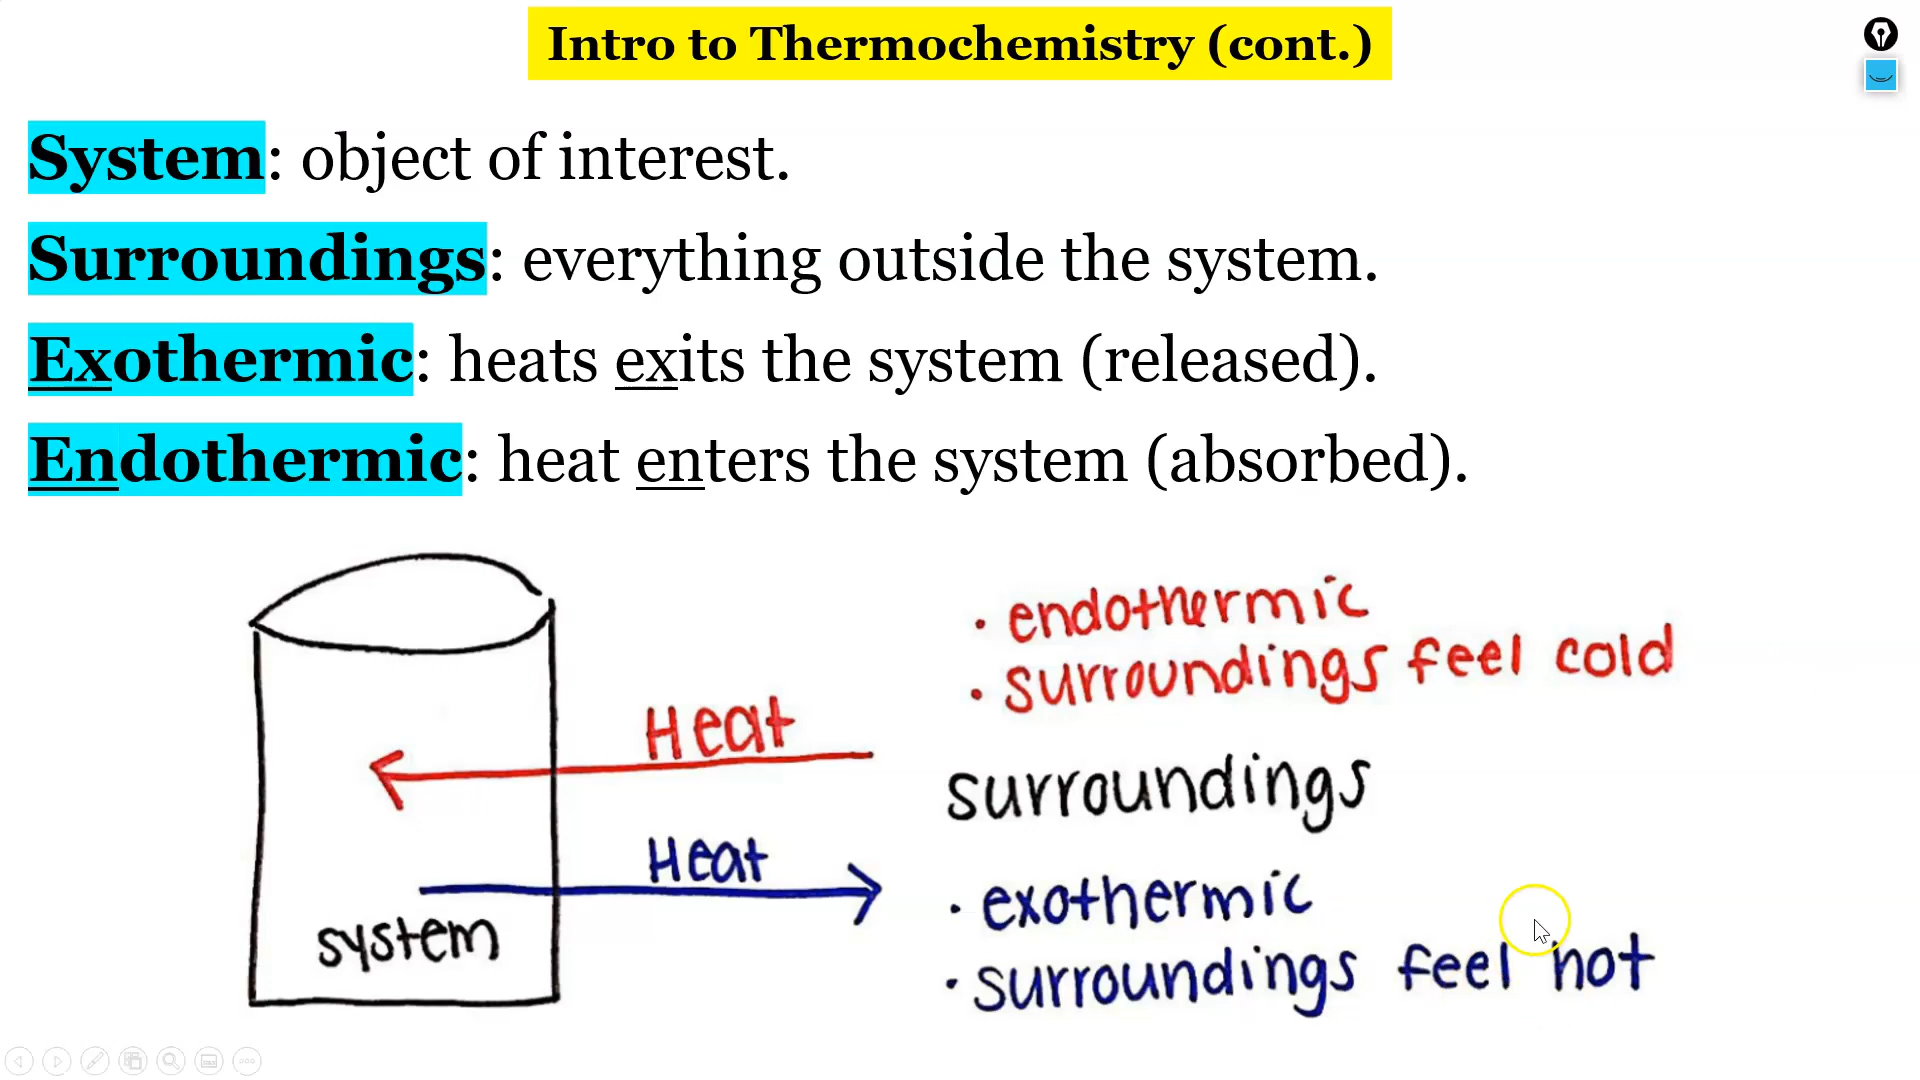 Intro to Thermochemistry (cont.)
System: object of interest.
Surroundings: everything outside the system.
Exothermic: heats exits the system (released).
Endothermic: heat enters the system (absorbed).
• endothermic
• surroundings feel cold
Heat
surroundings
Heat
• exothermic
system
• surroundings feel hot